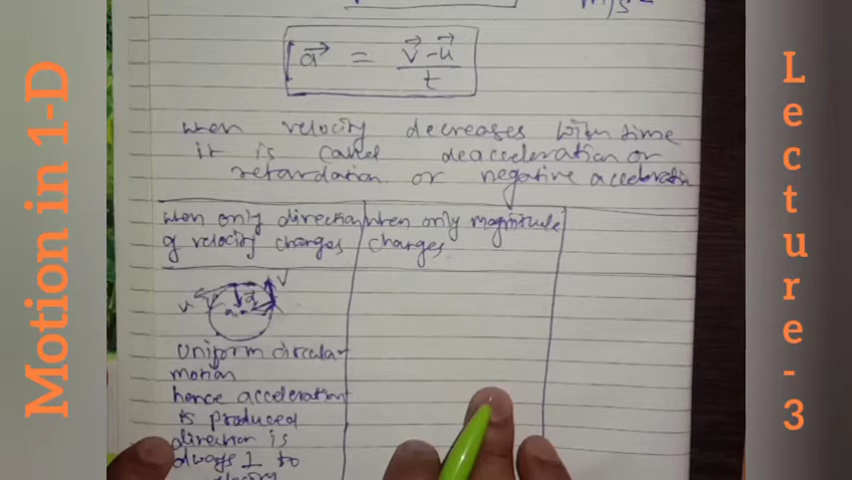 Motion in 1-D
Lecture-3
m/s²
a⃗ = v⃗ - u⃗ / t
when velocity decreases with time
it is called deacceleration or
retardation or negative acceleration
when only direction
of velocity changes
when only magnitude
changes
v
v
a⃗
Uniform circular
motion
hence acceleration
is produced
direction is
always ⊥ to